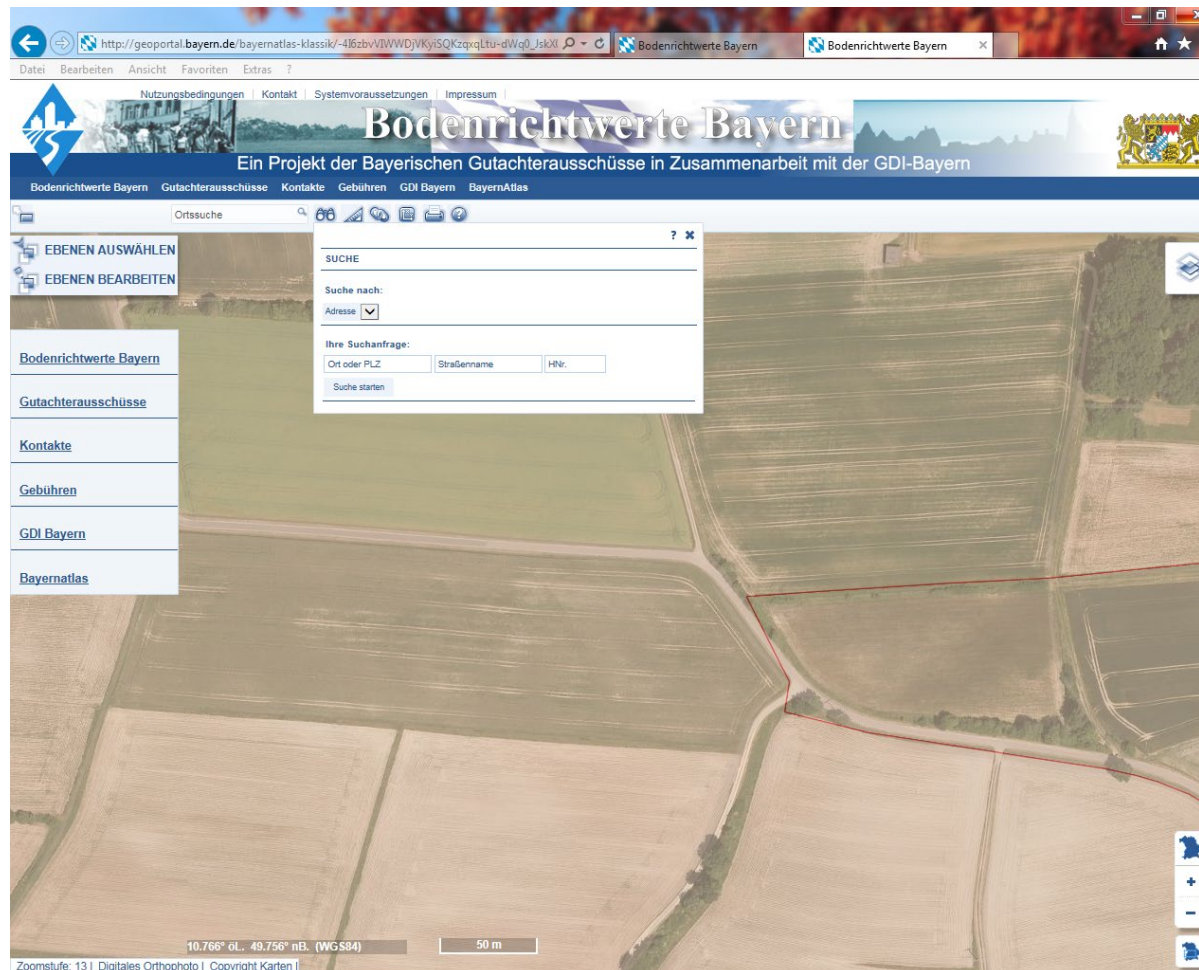 http://geoportal.bayern.de/bayernatlas-klassik/ Bodenrichtwerte Bayern Bodenrichtwerte Bayern
Datei Bearbeiten Ansicht Favoriten Extras ?
Nutzungsbedingungen | Kontakt | Systemvoraussetzungen | Impressum |
Bodenrichtwerte Bayern
Ein Projekt der Bayerischen Gutachterausschüsse in Zusammenarbeit mit der GDI-Bayern
Bodenrichtwerte Bayern Gutachterausschüsse Kontakte Gebühren GDI Bayern BayernAtlas
Ortssuche
? ✖
EBENEN AUSWÄHLEN
EBENEN BEARBEITEN
SUCHE
Suche nach:
Adresse
Ihre Suchanfrage:
Ort oder PLZ Straßenname HNr.
Suche starten
Bodenrichtwerte Bayern
Gutachterausschüsse
Kontakte
Gebühren
GDI Bayern
Bayernatlas
+
-
10.766° öL. 49.756° nB. (WGS84) 50 m
Zoomstufe: 13 | Digitales Orthophoto | Copyright Karten |